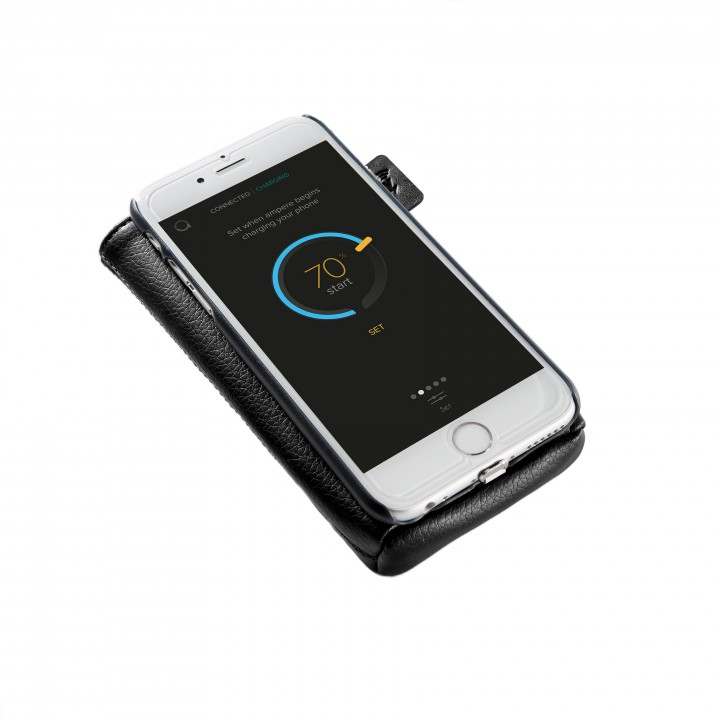 CONNECTED | CHARGING
Set when ampere begins
charging your phone
70%
start
SET
Set